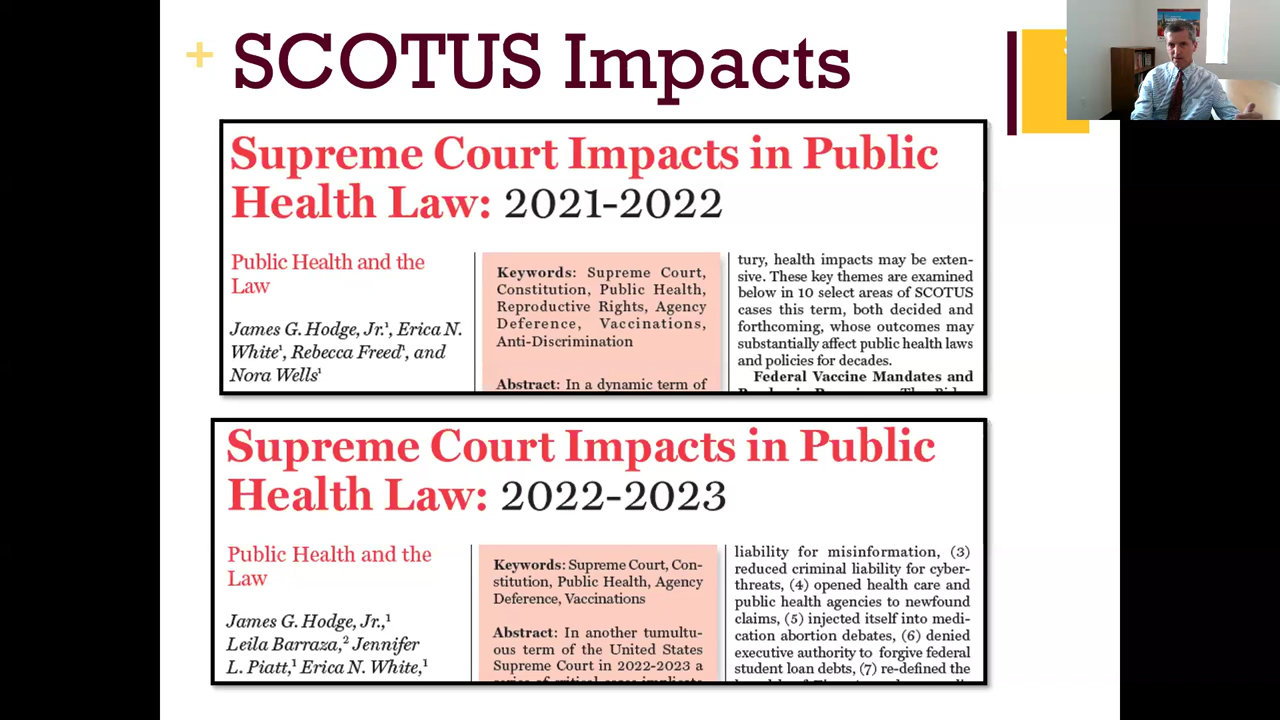 + SCOTUS Impacts
Supreme Court Impacts in Public
Health Law: 2021-2022
Public Health and the
Law
James G. Hodge, Jr.¹, Erica N.
White¹, Rebecca Freed¹, and
Nora Wells¹
Keywords: Supreme Court,
Constitution, Public Health,
Reproductive Rights, Agency
Deference, Vaccinations,
Anti-Discrimination
Abstract: In a dynamic term of
tury, health impacts may be exten-
sive. These key themes are examined
below in 10 select areas of SCOTUS
cases this term, both decided and
forthcoming, whose outcomes may
substantially affect public health laws
and policies for decades.
Federal Vaccine Mandates and
Supreme Court Impacts in Public
Health Law: 2022-2023
Public Health and the
Law
James G. Hodge, Jr.,¹
Leila Barraza,² Jennifer
L. Piatt,¹ Erica N. White,¹
Keywords: Supreme Court, Con-
stitution, Public Health, Agency
Deference, Vaccinations
Abstract: In another tumultu-
ous term of the United States
Supreme Court in 2022-2023 a
liability for misinformation, (3)
reduced criminal liability for cyber-
threats, (4) opened health care and
public health agencies to newfound
claims, (5) injected itself into medi-
cation abortion debates, (6) denied
executive authority to forgive federal
student loan debts, (7) re-defined the